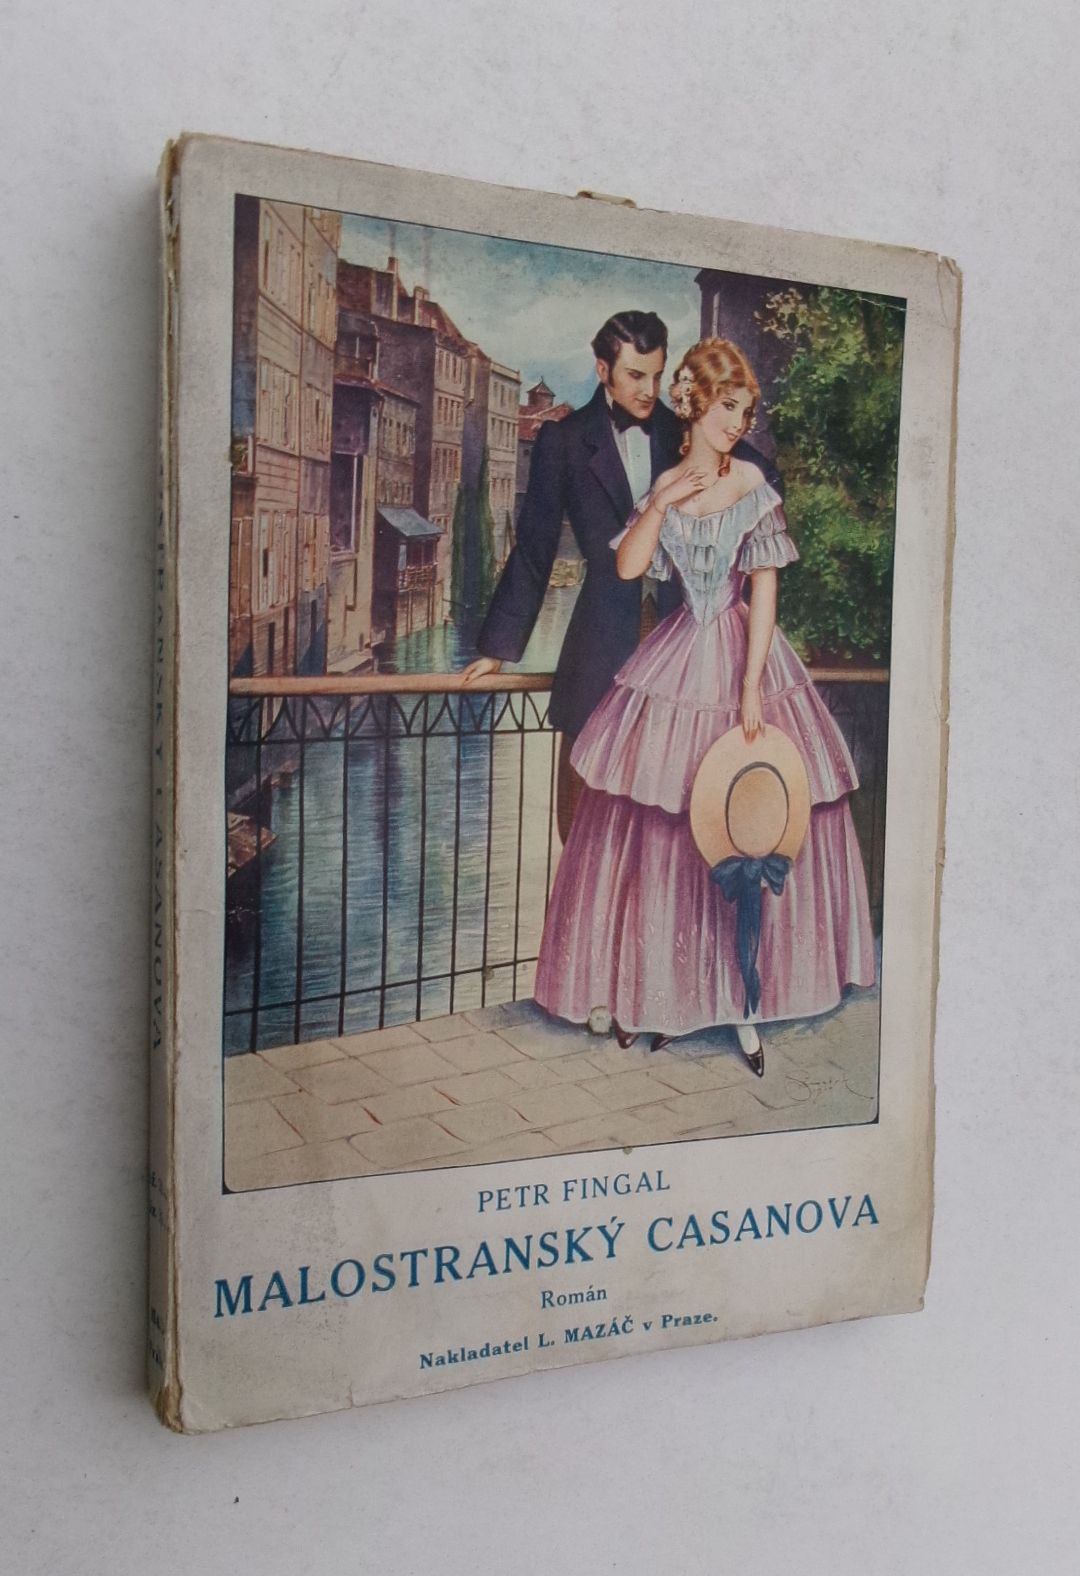 PETR FINGAL
MALOSTRANSKÝ CASANOVA
Román
Nakladatel L. MAZÁČ v Praze.